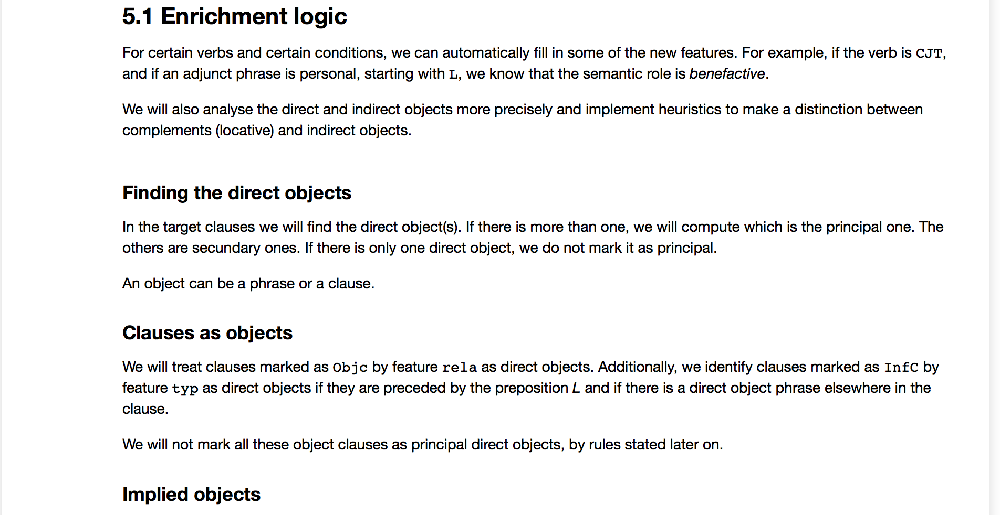 5.1 Enrichment logic
For certain verbs and certain conditions, we can automatically fill in some of the new features. For example, if the verb is CJT,
and if an adjunct phrase is personal, starting with L, we know that the semantic role is benefactive.
We will also analyse the direct and indirect objects more precisely and implement heuristics to make a distinction between
complements (locative) and indirect objects.
Finding the direct objects
In the target clauses we will find the direct object(s). If there is more than one, we will compute which is the principal one. The
others are secundary ones. If there is only one direct object, we do not mark it as principal.
An object can be a phrase or a clause.
Clauses as objects
We will treat clauses marked as Objc by feature rela as direct objects. Additionally, we identify clauses marked as InfC by
feature typ as direct objects if they are preceded by the preposition L and if there is a direct object phrase elsewhere in the
clause.
We will not mark all these object clauses as principal direct objects, by rules stated later on.
Implied objects